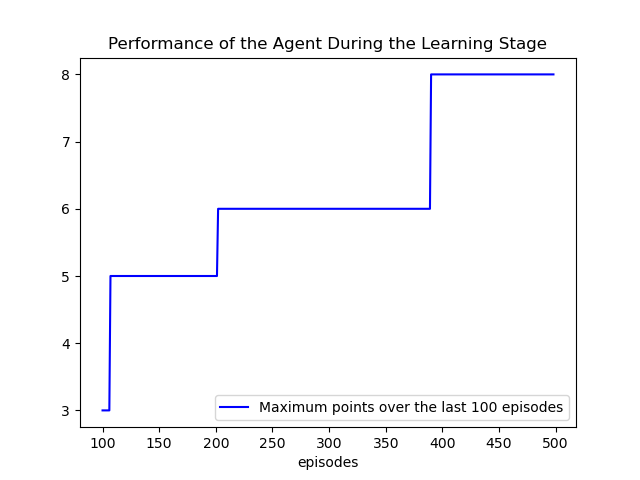 Performance of the Agent During the Learning Stage
8
7
6
5
4
3
Maximum points over the last 100 episodes
100 150 200 250 300 350 400 450 500
episodes